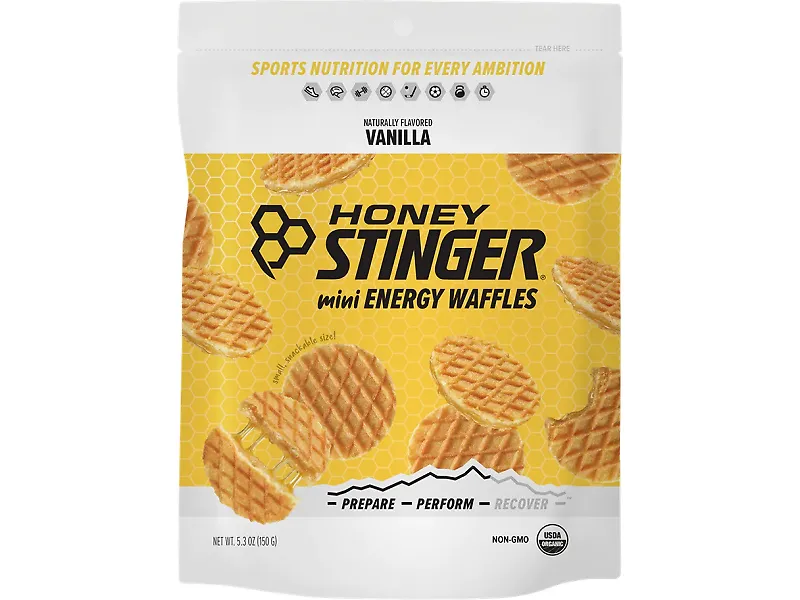 TEAR HERE
SPORTS NUTRITION FOR EVERY AMBITION
NATURALLY FLAVORED
VANILLA
HONEY
STINGER®
mini ENERGY WAFFLES
small, snackable size!
PREPARE — PERFORM — RECOVER
NET WT. 5.3 OZ (150 G)
NON-GMO
USDA
ORGANIC